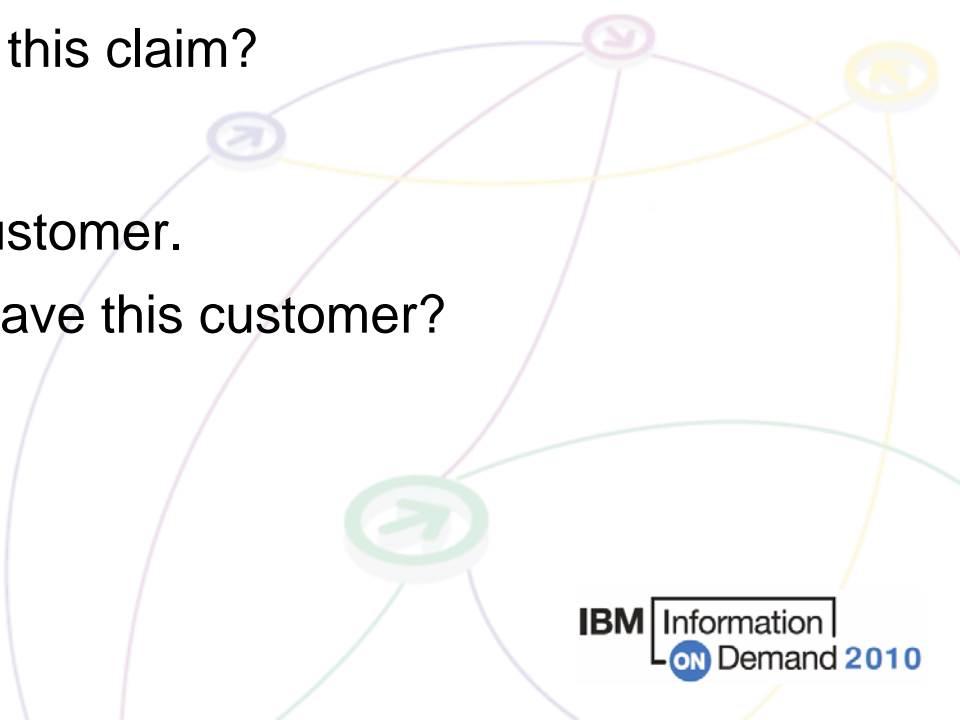 this claim?
ustomer.
ave this customer?
IBM Information
ON Demand 2010